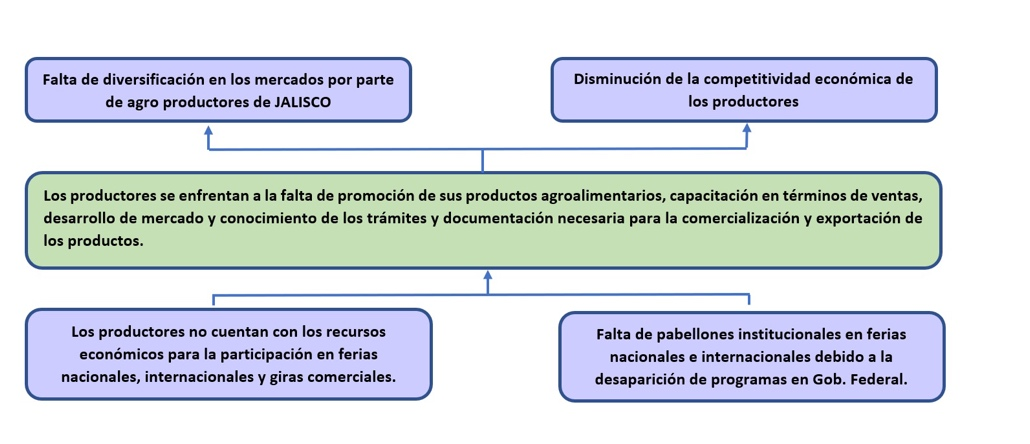 Falta de diversificación en los mercados por parte
de agro productores de JALISCO
Disminución de la competitividad económica de
los productores
Los productores se enfrentan a la falta de promoción de sus productos agroalimentarios, capacitación en términos de ventas,
desarrollo de mercado y conocimiento de los trámites y documentación necesaria para la comercialización y exportación de
los productos.
Los productores no cuentan con los recursos
económicos para la participación en ferias
nacionales, internacionales y giras comerciales.
Falta de pabellones institucionales en ferias
nacionales e internacionales debido a la
desaparición de programas en Gob. Federal.